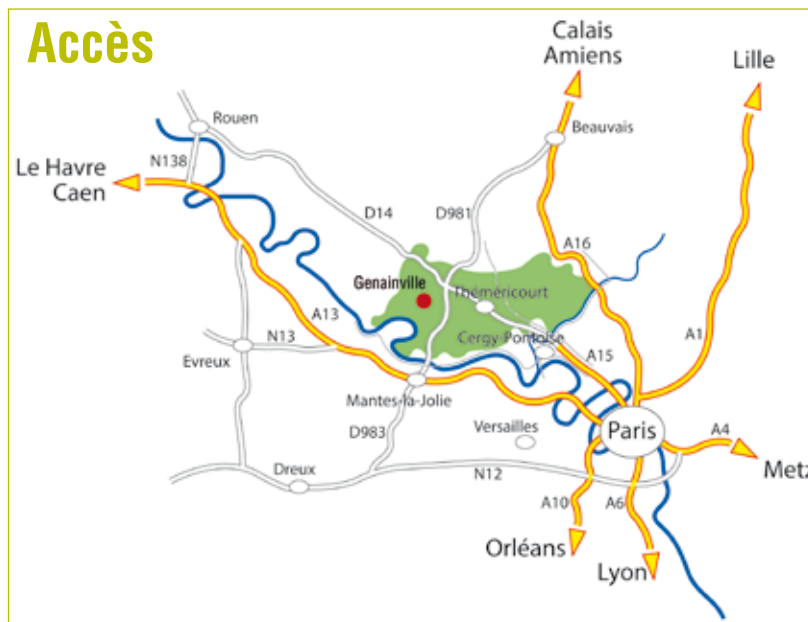 Accès
Calais
Amiens
Lille
Rouen
Beauvais
N138
Le Havre
Caen
D14
D981
A16
Genainville
Théméricourt
A13
A1
N13
Cergy-Pontoise
A15
Evreux
Mantes-la-Jolie
Versailles
Paris
A4
D983
Metz
Dreux
N12
A10
A6
Orléans
Lyon